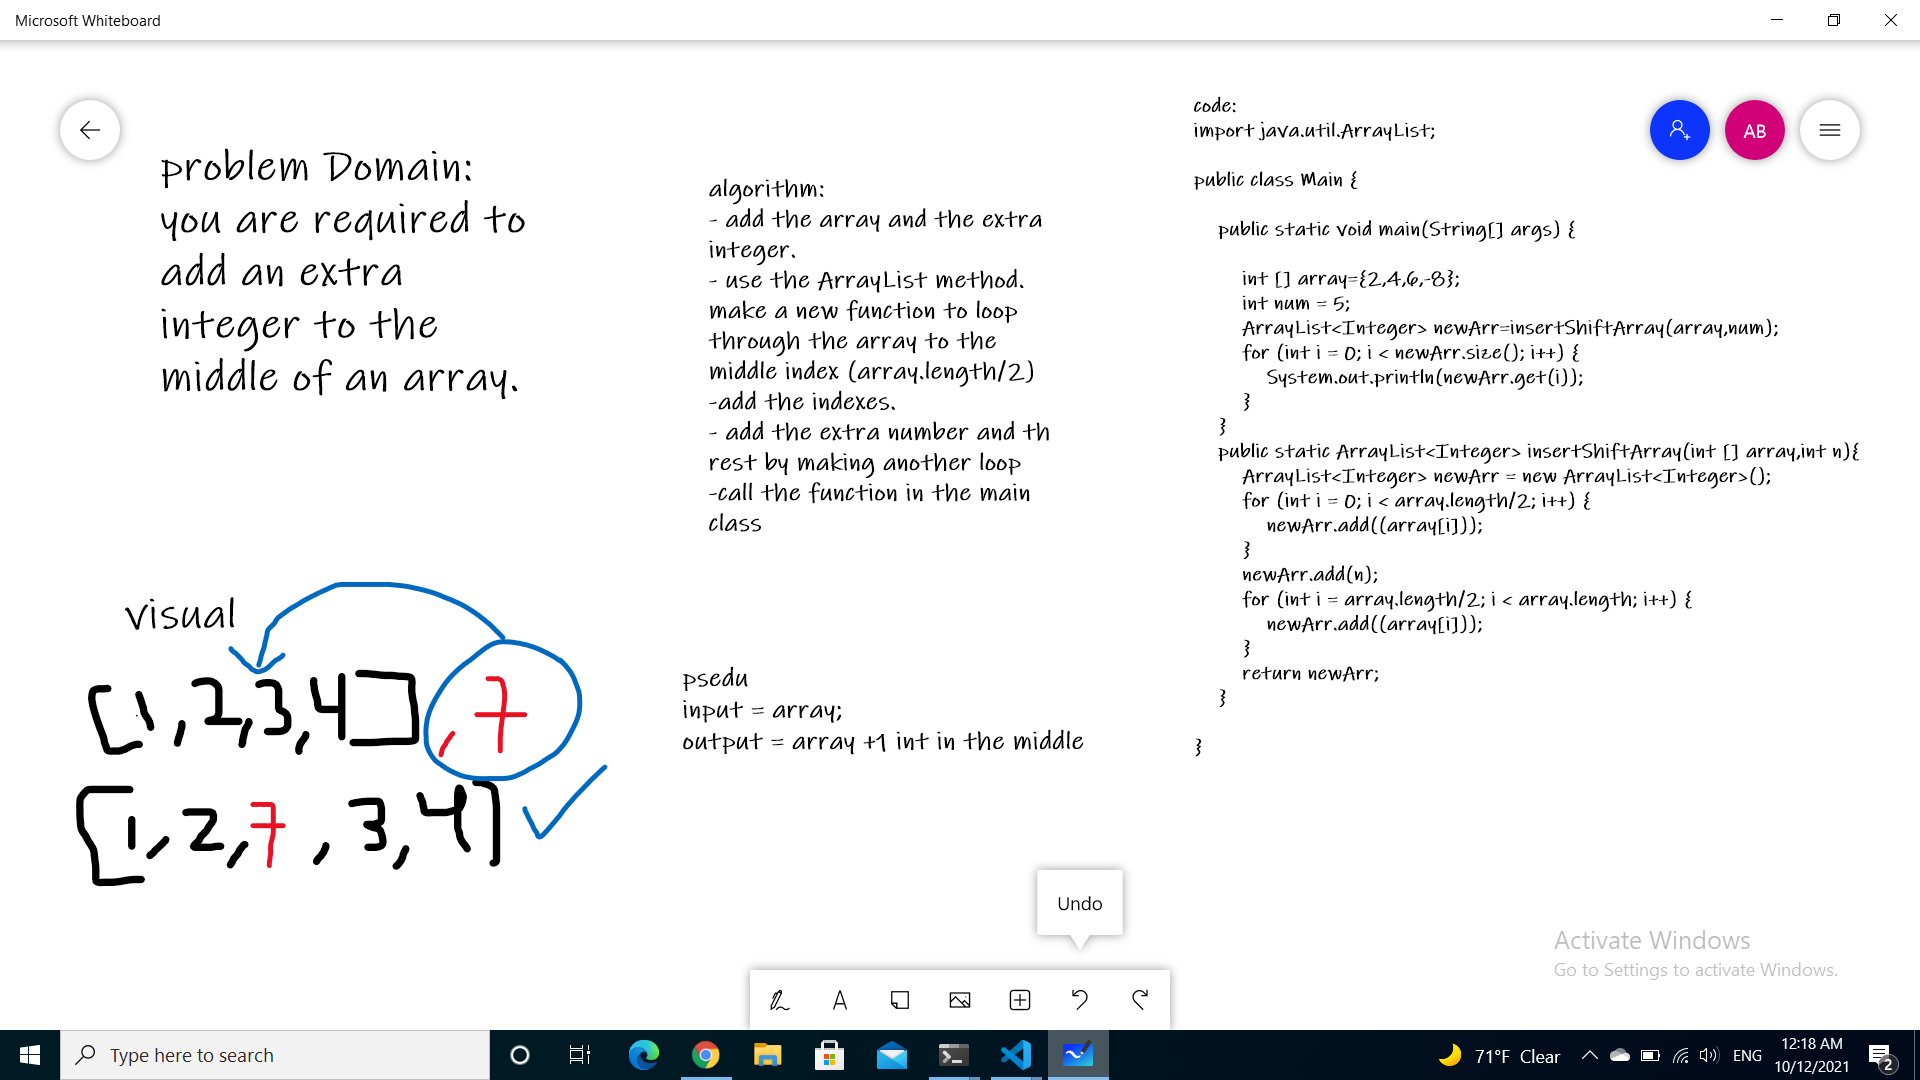 Microsoft Whiteboard
problem Domain:
you are required to
add an extra
integer to the
middle of an array.
visual
[1,2,3,4],7
[1,2,7,3,4]
algorithm:
- add the array and the extra
integer.
- use the ArrayList method.
make a new function to loop
through the array to the
middle index (array.length/2)
-add the indexes.
- add the extra number and th
rest by making another loop
-call the function in the main
class
psedu
input = array;
output = array +1 int in the middle
code:
import java.util.ArrayList;
public class Main {
public static void main(String[] args) {
int [] array={2,4,6,-8};
int num = 5;
ArrayList<Integer> newArr=insertShiftArray(array,num);
for (int i = 0; i < newArr.size(); i++) {
System.out.println(newArr.get(i));
}
}
public static ArrayList<Integer> insertShiftArray(int [] array,int n){
ArrayList<Integer> newArr = new ArrayList<Integer>();
for (int i = 0; i < array.length/2; i++) {
newArr.add((array[i]));
}
newArr.add(n);
for (int i = array.length/2; i < array.length; i++) {
newArr.add((array[i]));
}
return newArr;
}
}
AB
Undo
Activate Windows
Go to Settings to activate Windows.
Type here to search
71°F Clear
ENG
12:18 AM
10/12/2021
2